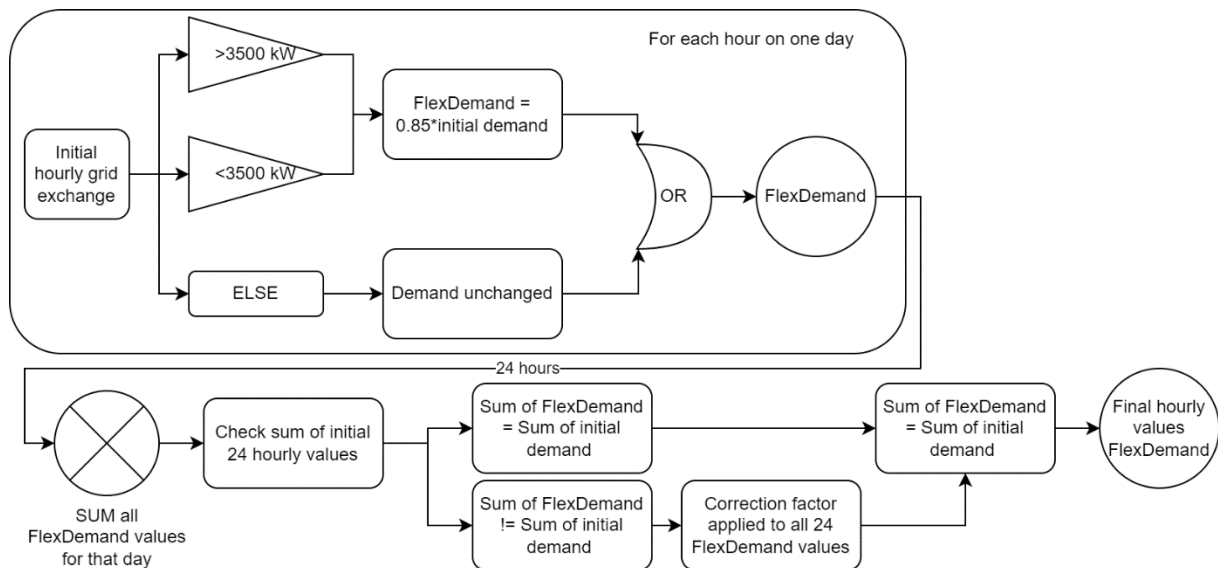 For each hour on one day
>3500 kW
FlexDemand =
0.85*initial demand
Initial
hourly grid
exchange
<3500 kW
OR
FlexDemand
ELSE
Demand unchanged
24 hours
SUM all
FlexDemand values
for that day
Check sum of initial
24 hourly values
Sum of FlexDemand
= Sum of initial
demand
Sum of FlexDemand
!= Sum of initial
demand
Correction factor
applied to all 24
FlexDemand values
Sum of FlexDemand
= Sum of initial
demand
Final hourly
values
FlexDemand